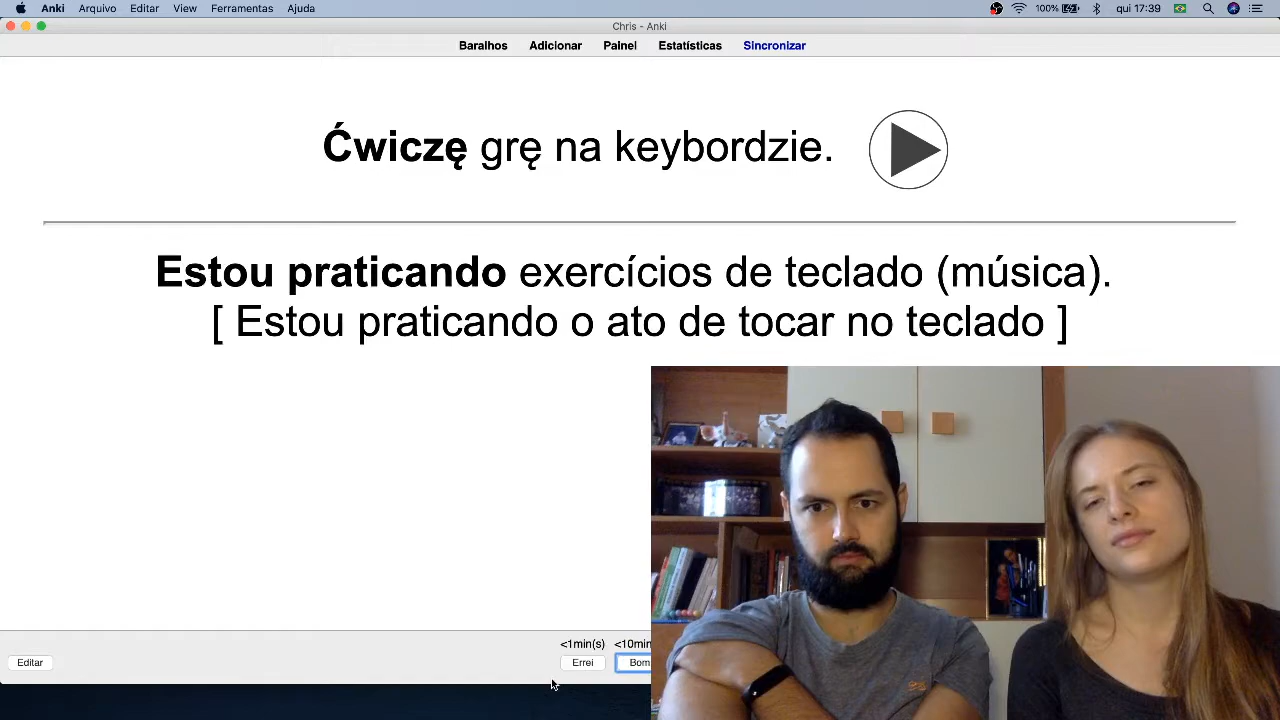 Anki Arquivo Editar View Ferramentas Ajuda 100% qui 17:39
Chris - Anki
Baralhos Adicionar Painel Estatísticas Sincronizar
Ćwiczę grę na keybordzie.
Estou praticando exercícios de teclado (música).
[ Estou praticando o ato de tocar no teclado ]
<1min(s) <10min
Editar Errei Bom